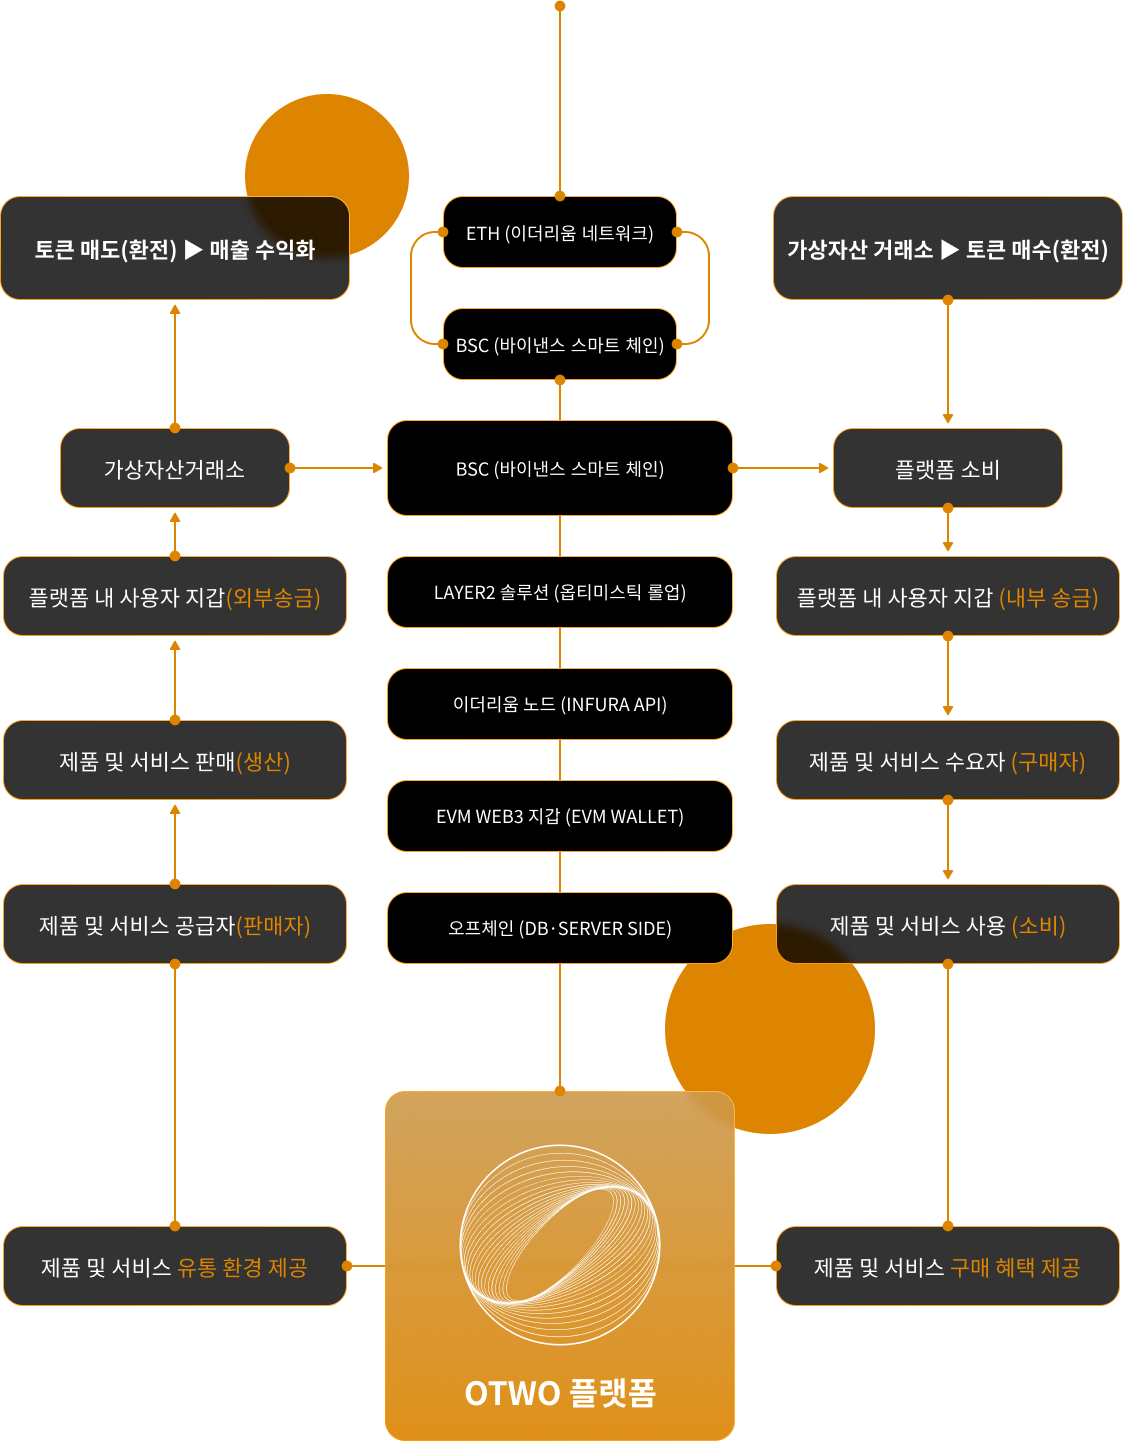 토큰 매도(환전) ▶ 매출 수익화
ETH (이더리움 네트워크)
가상자산 거래소 ▶ 토큰 매수(환전)
BSC (바이낸스 스마트 체인)
가상자산거래소
BSC (바이낸스 스마트 체인)
플랫폼 소비
플랫폼 내 사용자 지갑(외부송금)
LAYER2 솔루션 (옵티미스틱 롤업)
플랫폼 내 사용자 지갑 (내부 송금)
제품 및 서비스 판매(생산)
이더리움 노드 (INFURA API)
제품 및 서비스 수요자 (구매자)
EVM WEB3 지갑 (EVM WALLET)
제품 및 서비스 공급자(판매자)
오프체인 (DB·SERVER SIDE)
제품 및 서비스 사용 (소비)
제품 및 서비스 유통 환경 제공
제품 및 서비스 구매 혜택 제공
OTWO 플랫폼